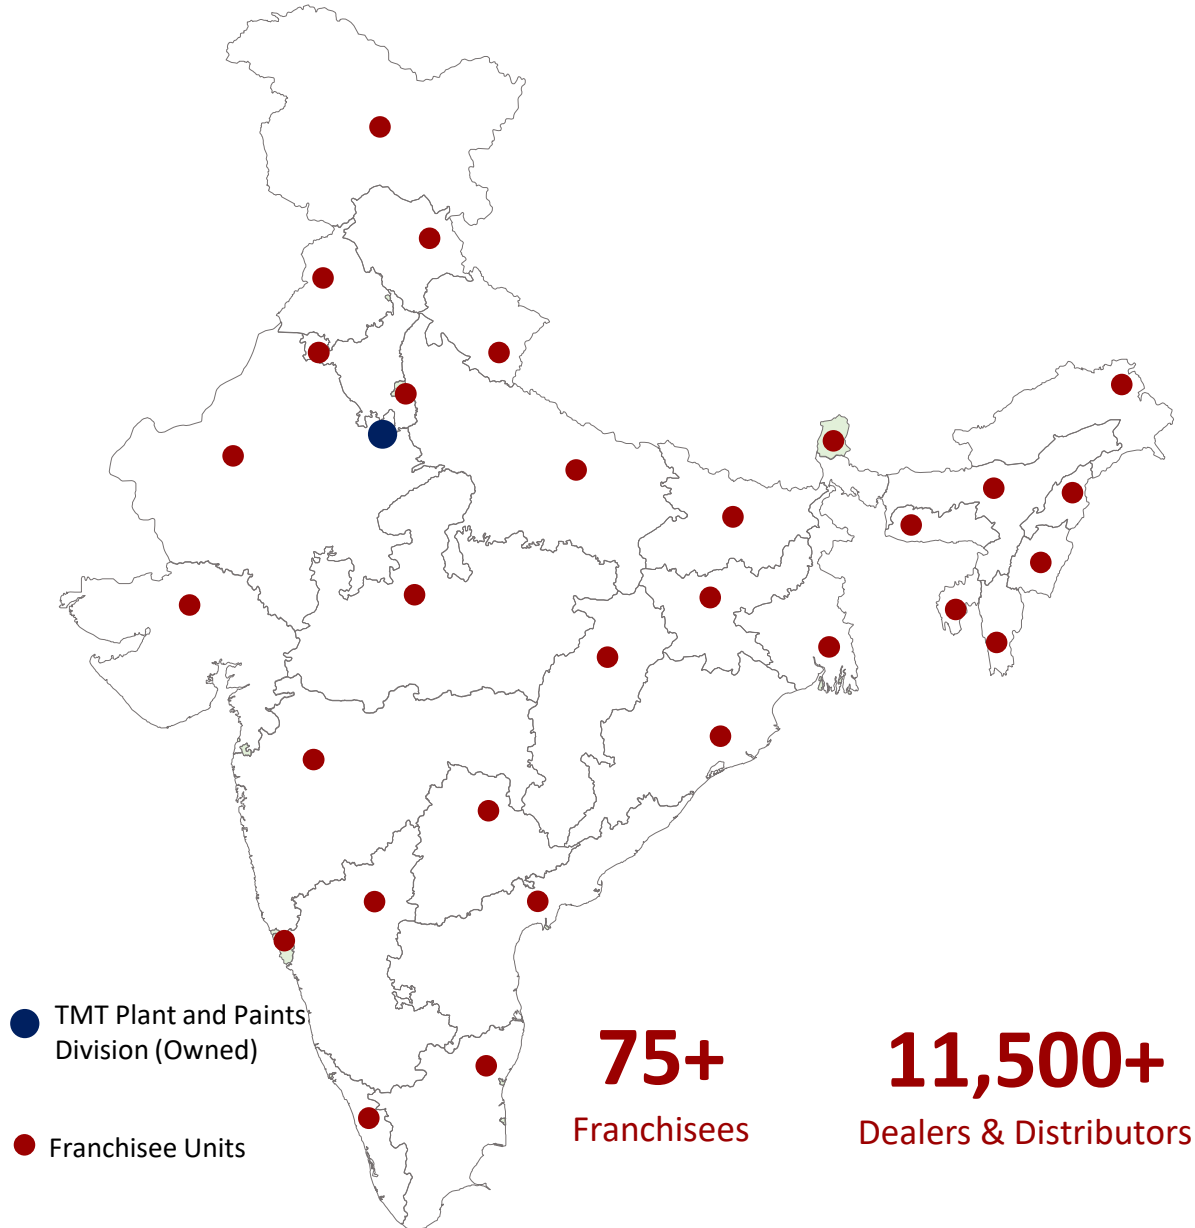 TMT Plant and Paints
Division (Owned)
Franchisee Units
75+
Franchisees
11,500+
Dealers & Distributors